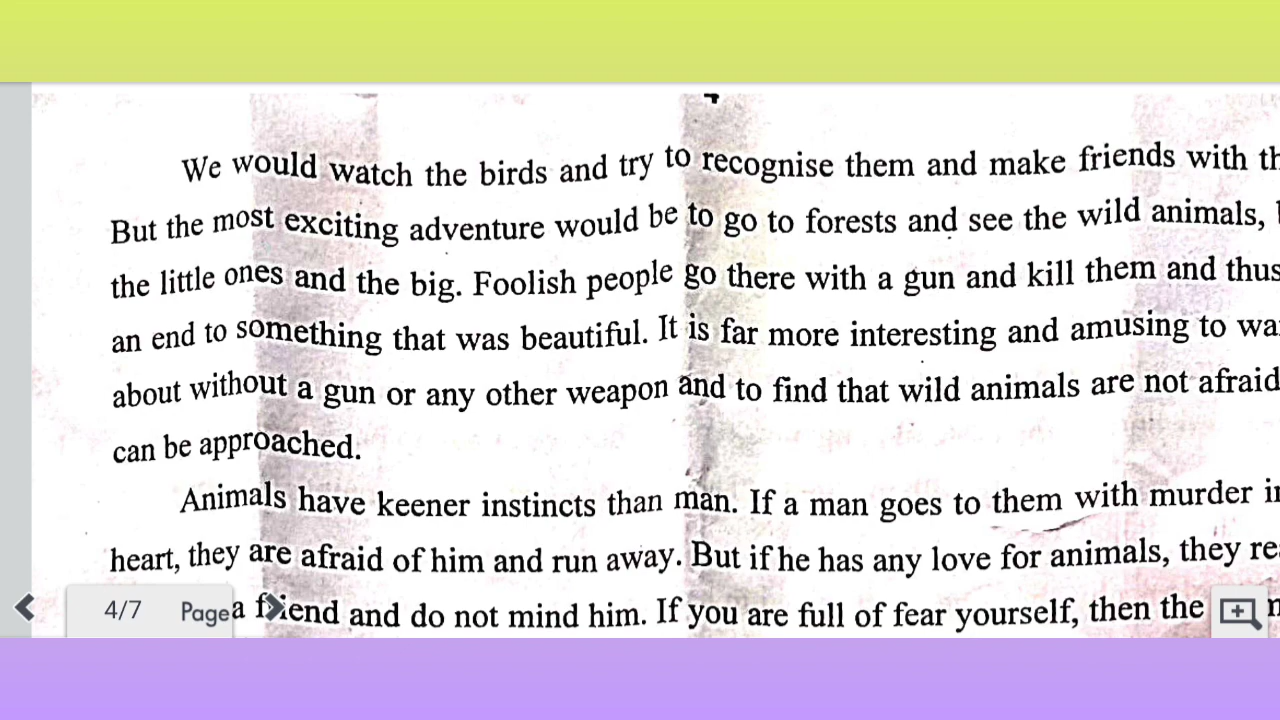 We would watch the birds and try to recognise them and make friends with
But the most exciting adventure would be to go to forests and see the wild animals,
the little ones and the big. Foolish people go there with a gun and kill them and thus
an end to something that was beautiful. It is far more interesting and amusing to
about without a gun or any other weapon and to find that wild animals are not afraid
can be approached.
Animals have keener instincts than man. If a man goes to them with murder
heart, they are afraid of him and run away. But if he has any love for animals, they
a friend and do not mind him. If you are full of fear yourself, then the
4/7 Page